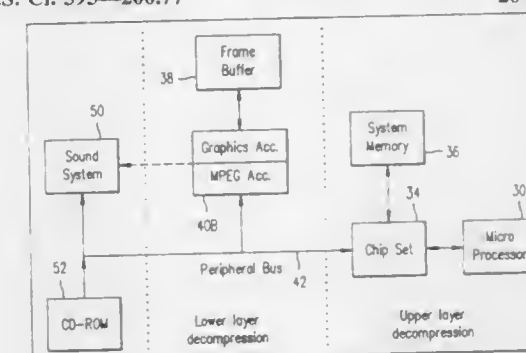 Frame
Buffer
38
50
Sound
System
Graphics Acc.
MPEG Acc.
40B
System
Memory
36
34
30
Chip Set
Micro
Processor
Peripheral Bus
42
52
CD-ROM
Lower layer
decompression
Upper layer
decompression